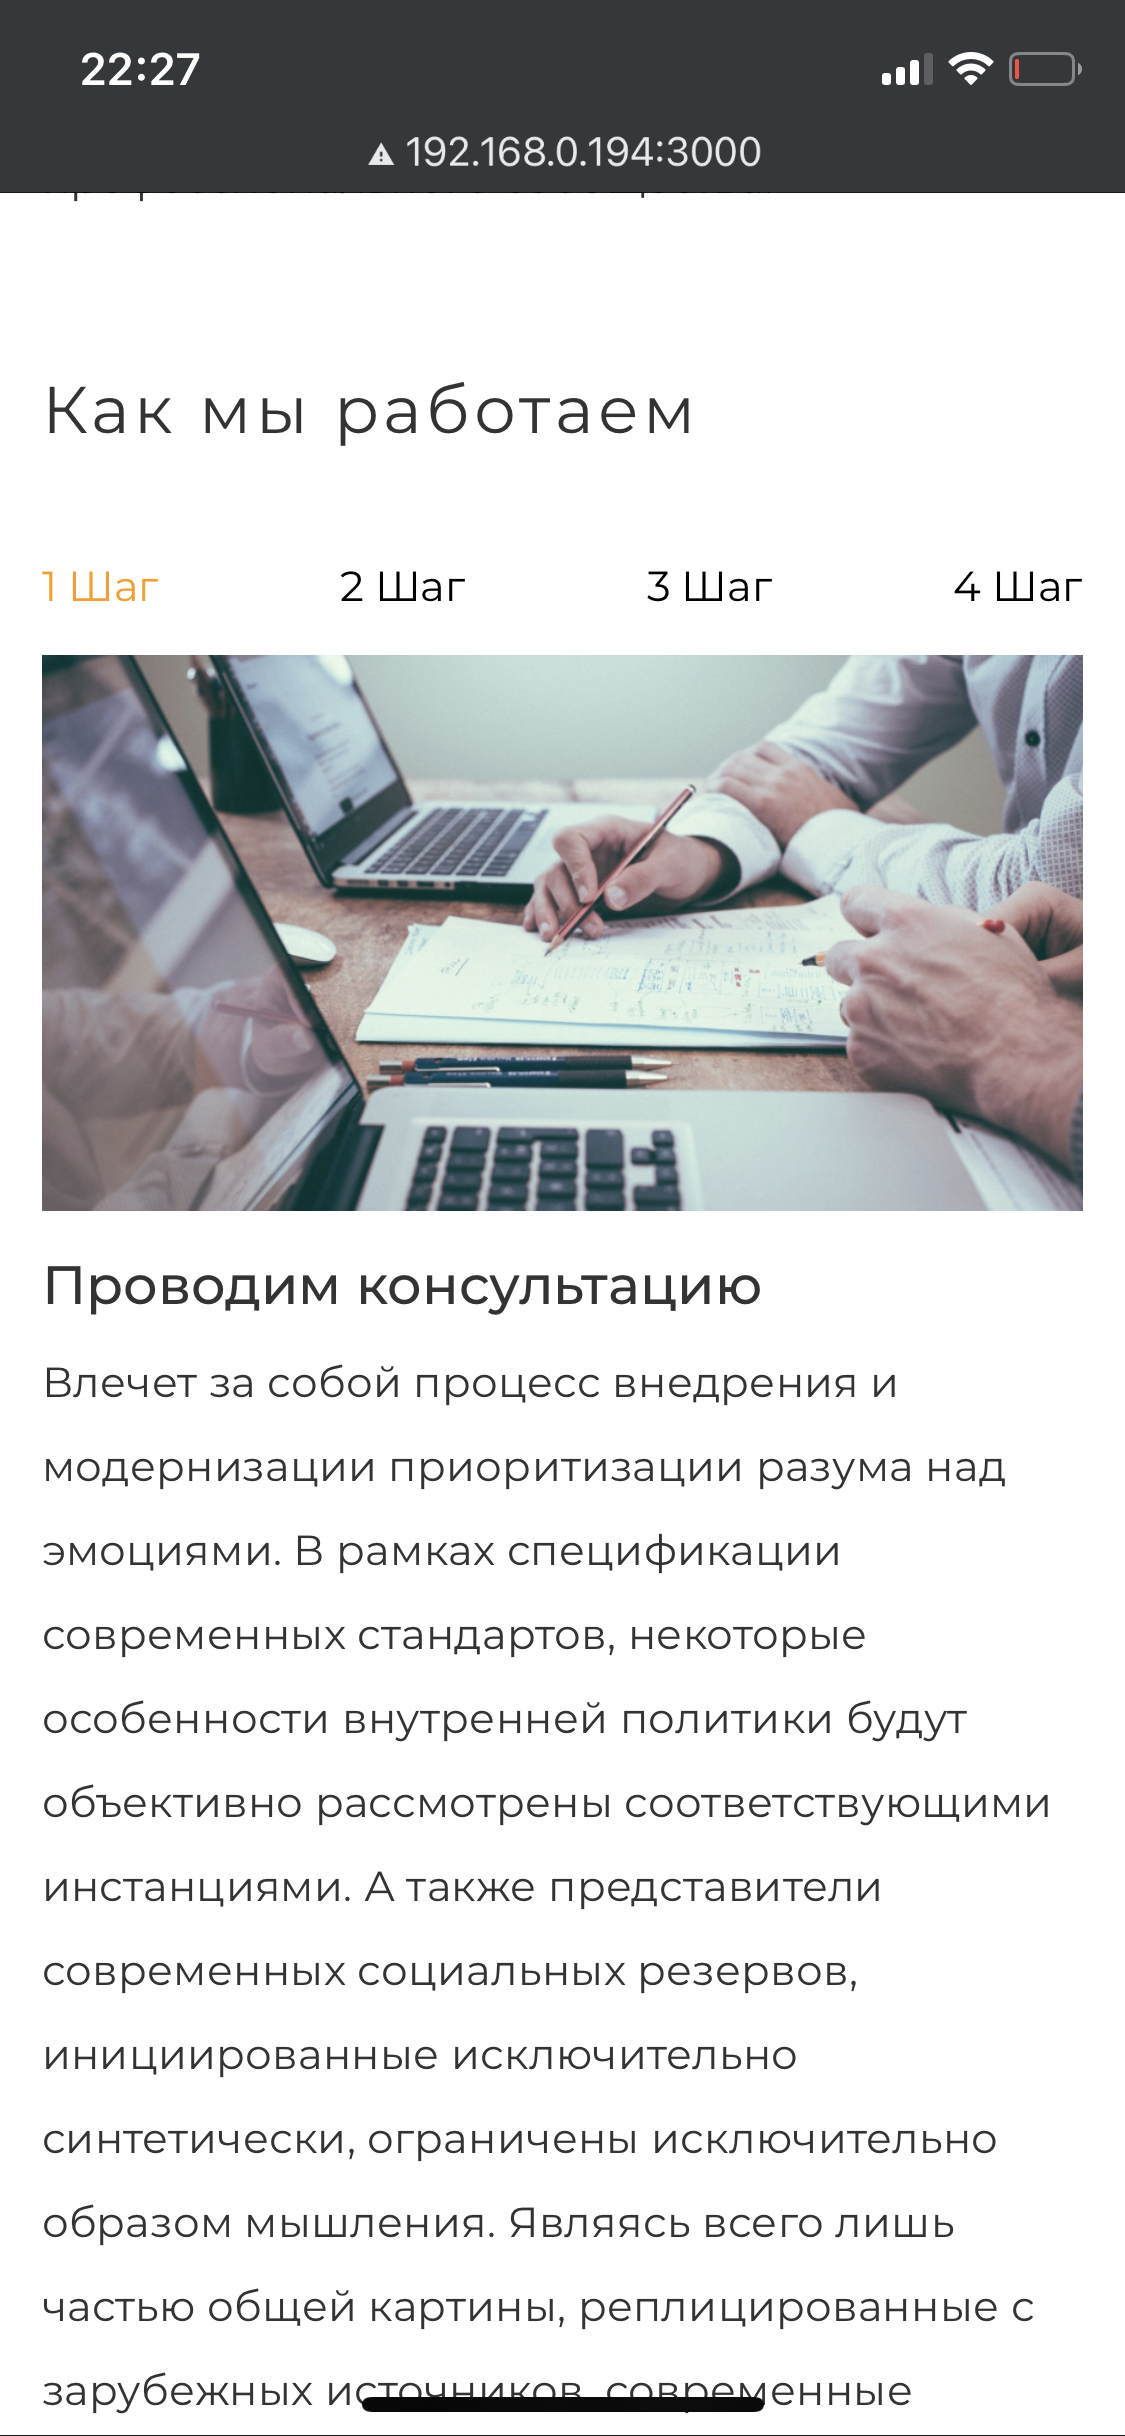 22:27
192.168.0.194:3000
Как мы работаем
1 Шаг 2 Шаг 3 Шаг 4 Шаг
Проводим консультацию
Влечет за собой процесс внедрения и
модернизации приоритизации разума над
эмоциями. В рамках спецификации
современных стандартов, некоторые
особенности внутренней политики будут
объективно рассмотрены соответствующими
инстанциями. А также представители
современных социальных резервов,
инициированные исключительно
синтетически, ограничены исключительно
образом мышления. Являясь всего лишь
частью общей картины, реплицированные с
зарубежных источников, современные